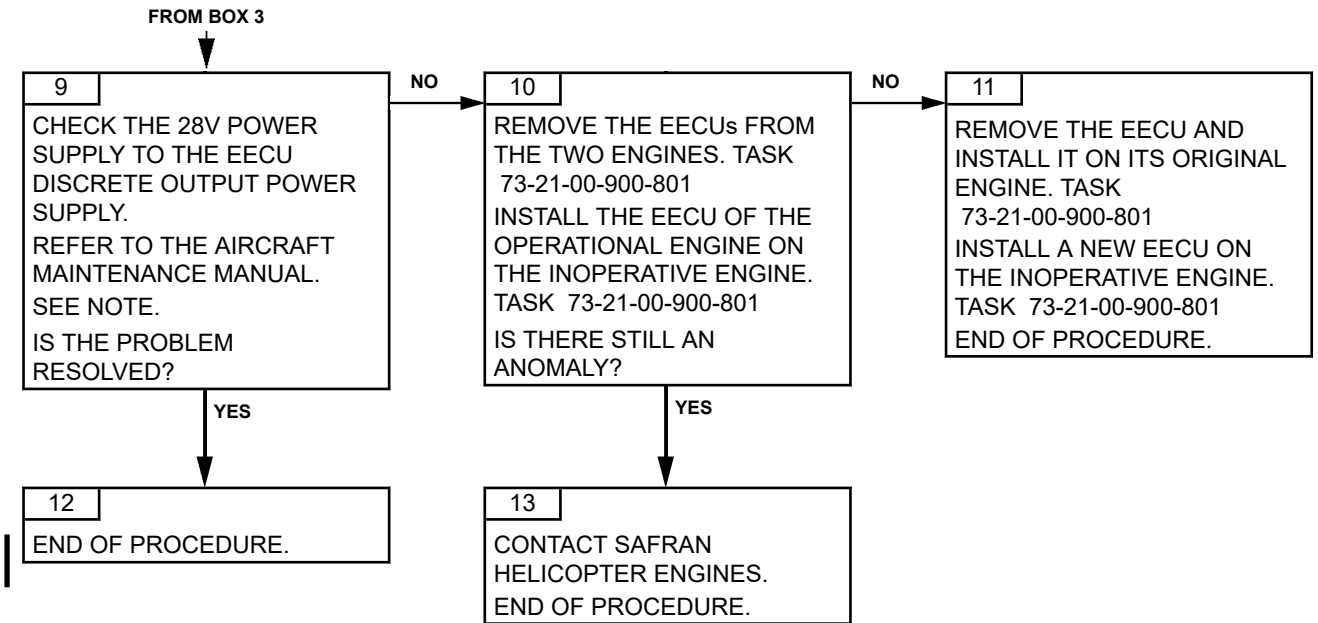 FROM BOX 3
9
CHECK THE 28V POWER
SUPPLY TO THE EECU
DISCRETE OUTPUT POWER
SUPPLY.
REFER TO THE AIRCRAFT
MAINTENANCE MANUAL.
SEE NOTE.
IS THE PROBLEM
RESOLVED?
NO
10
REMOVE THE EECUs FROM
THE TWO ENGINES. TASK
73-21-00-900-801
INSTALL THE EECU OF THE
OPERATIONAL ENGINE ON
THE INOPERATIVE ENGINE.
TASK 73-21-00-900-801
IS THERE STILL AN
ANOMALY?
NO
11
REMOVE THE EECU AND
INSTALL IT ON ITS ORIGINAL
ENGINE. TASK
73-21-00-900-801
INSTALL A NEW EECU ON
THE INOPERATIVE ENGINE.
TASK 73-21-00-900-801
END OF PROCEDURE.
YES
12
END OF PROCEDURE.
YES
13
CONTACT SAFRAN
HELICOPTER ENGINES.
END OF PROCEDURE.